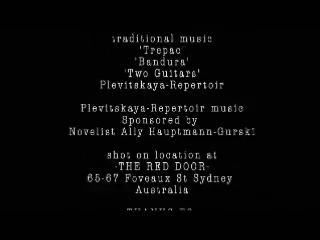 traditional music
'Trepac'
'Bandura'
'Two Guitars'
Plevitskaya-Repertoir
Plevitskaya-Repertoir music
Sponsored by
Novelist Ally Hauptmann-Gurski
shot on location at
-THE RED DOOR-
65-67 Foveaux St Sydney
Australia